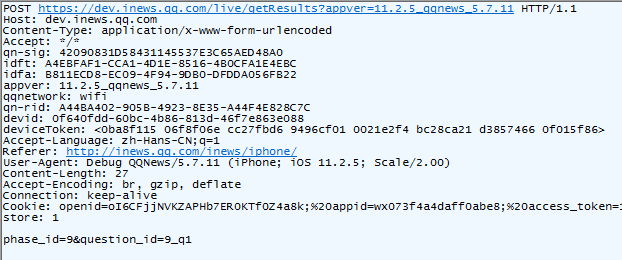 POST https://dev.inews.qq.com/live/getResults?appver=11.2.5_qqnews_5.7.11 HTTP/1.1
Host: dev.inews.qq.com
Content-Type: application/x-www-form-urlencoded
Accept: */*
qn-sig: 42090831D58431145537E3C65AED48A0
idft: A4EBFAF1-CCA1-4D1E-8516-4B0CFA1E4EBC
idfa: B811ECD8-EC09-4F94-9DB0-DFDDA056FB22
appver: 11.2.5_qqnews_5.7.11
qqnetwork: wifi
qn-rid: A44BA402-905B-4923-8E35-A44F4E828C7C
devid: 0f640fdd-60bc-4b86-813d-46f7e863e088
deviceToken: <0ba8f115 06f8f06e cc27fbd6 9496cf01 0021e2f4 bc28ca21 d3857466 0f015f86>
Accept-Language: zh-Hans-CN;q=1
Referer: http://inews.qq.com/inews/iphone/
User-Agent: Debug QQNews/5.7.11 (iPhone; iOS 11.2.5; Scale/2.00)
Content-Length: 27
Accept-Encoding: br, gzip, deflate
Connection: keep-alive
Cookie: openid=oI6CFjjNVKZAPHb7ER0KTf0Z4a8k;%20appid=wx073f4a4daff0abe8;%20access_token=
store: 1
phase_id=9&question_id=9_q1